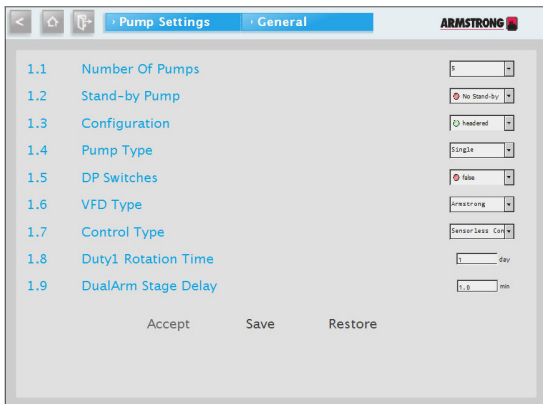 < › Pump Settings › General ARMSTRONG
1.1 Number Of Pumps 5
1.2 Stand-by Pump No Stand-by
1.3 Configuration headered
1.4 Pump Type Single
1.5 DP Switches false
1.6 VFD Type Armstrong
1.7 Control Type Sensorless Con
1.8 Duty1 Rotation Time 1 day
1.9 DualArm Stage Delay 1.0 min
Accept Save Restore